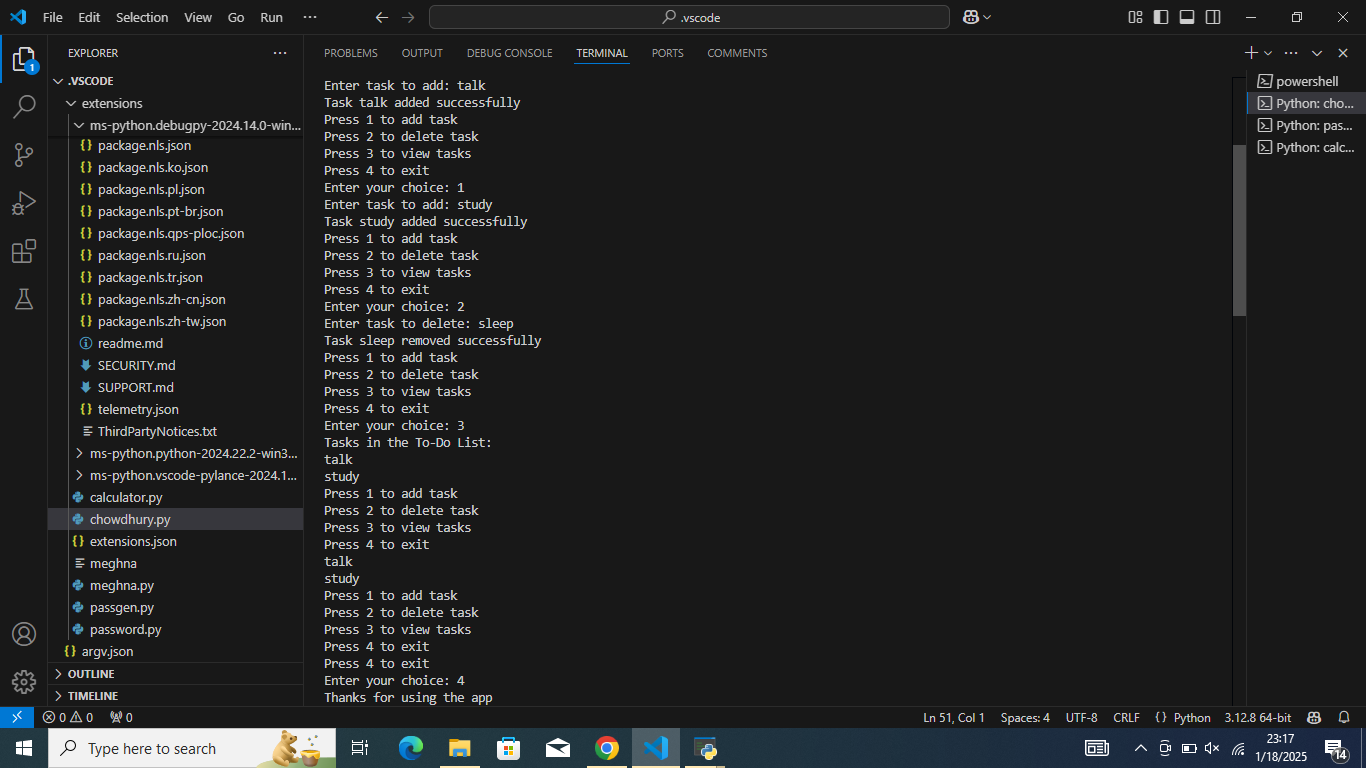 File Edit Selection View Go Run ··· .vscode
EXPLORER ···
.VSCODE
extensions
ms-python.debugpy-2024.14.0-win...
package.nls.json
package.nls.ko.json
package.nls.pl.json
package.nls.pt-br.json
package.nls.qps-ploc.json
package.nls.ru.json
package.nls.tr.json
package.nls.zh-cn.json
package.nls.zh-tw.json
readme.md
SECURITY.md
SUPPORT.md
telemetry.json
ThirdPartyNotices.txt
ms-python.python-2024.22.2-win3...
ms-python.vscode-pylance-2024.1...
calculator.py
chowdhury.py
extensions.json
meghna
meghna.py
passgen.py
password.py
argv.json
OUTLINE
TIMELINE
1
PROBLEMS OUTPUT DEBUG CONSOLE TERMINAL PORTS COMMENTS
Enter task to add: talk
Task talk added successfully
Press 1 to add task
Press 2 to delete task
Press 3 to view tasks
Press 4 to exit
Enter your choice: 1
Enter task to add: study
Task study added successfully
Press 1 to add task
Press 2 to delete task
Press 3 to view tasks
Press 4 to exit
Enter your choice: 2
Enter task to delete: sleep
Task sleep removed successfully
Press 1 to add task
Press 2 to delete task
Press 3 to view tasks
Press 4 to exit
Enter your choice: 3
Tasks in the To-Do List:
talk
study
Press 1 to add task
Press 2 to delete task
Press 3 to view tasks
Press 4 to exit
talk
study
Press 1 to add task
Press 2 to delete task
Press 3 to view tasks
Press 4 to exit
Press 4 to exit
Enter your choice: 4
Thanks for using the app
powershell
Python: cho...
Python: pas...
Python: calc...
0 0 0 Ln 51, Col 1 Spaces: 4 UTF-8 CRLF {} Python 3.12.8 64-bit
Type here to search
23:17
1/18/2025
14